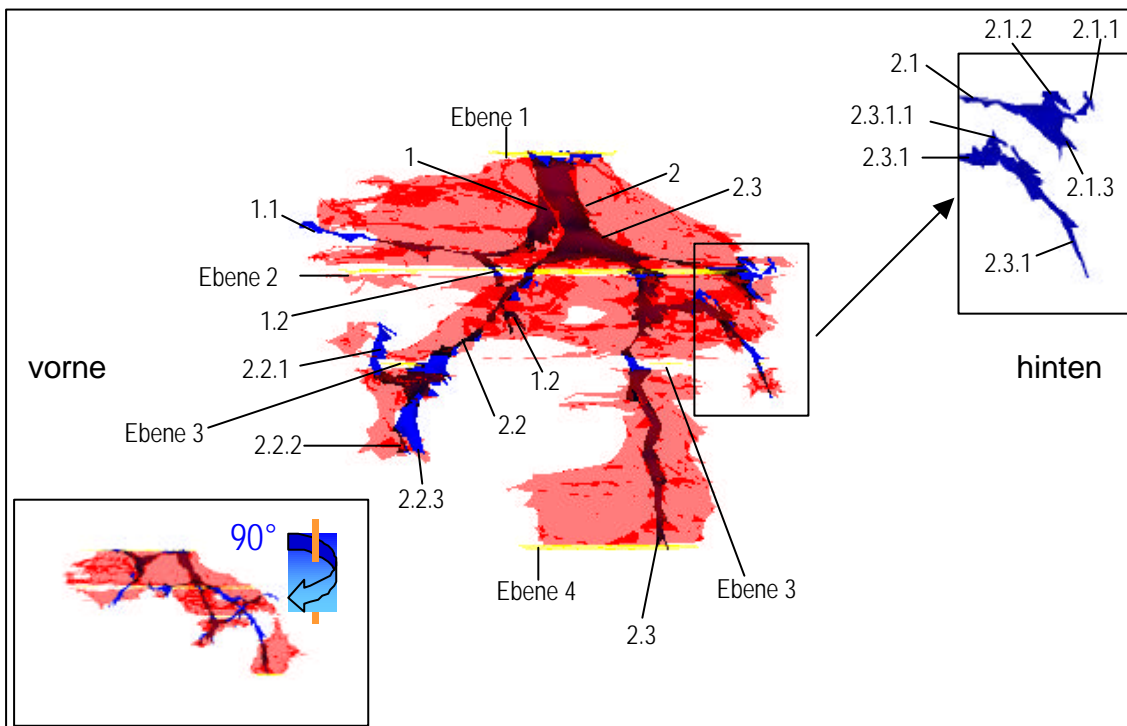 2.1.2
2.1.1
2.1
2.3.1.1
2.3.1
2.1.3
2.3.1
Ebene 1
1
2
2.3
1.1
Ebene 2
1.2
1.2
vorne
hinten
2.2.1
2.2
Ebene 3
2.2.2
2.2.3
90°
Ebene 4
Ebene 3
2.3